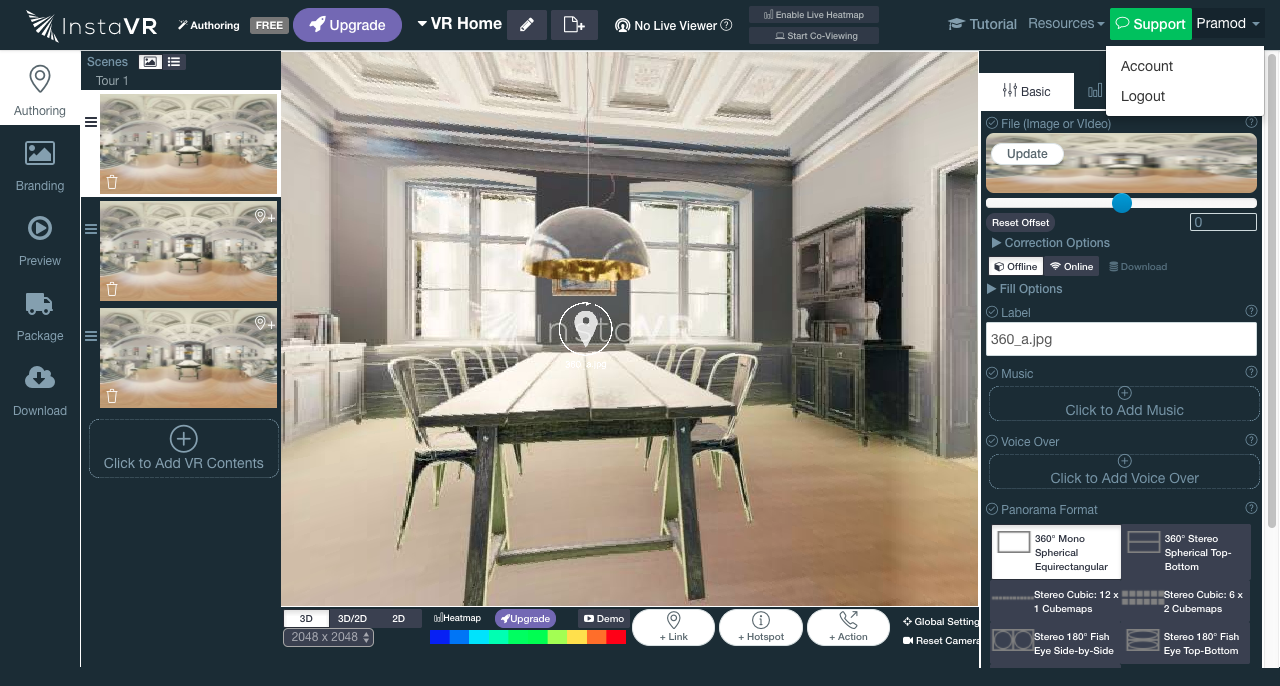 InstaVR
Authoring
FREE
Upgrade
VR Home
No Live Viewer
Enable Live Heatmap
Start Co-Viewing
Tutorial
Resources
Support
Pramod
Account
Logout
Authoring
Branding
Preview
Package
Download
Scenes
Tour 1
Click to Add VR Contents
InstaVR
3D
3D/2D
2D
2048 x 2048
Heatmap
Upgrade
Demo
+ Link
+ Hotspot
+ Action
Global Setting
Reset Camera
Basic
File (Image or VIdeo)
Update
Reset Offset
0
Correction Options
Offline
Online
Download
Fill Options
Label
360_a.jpg
Music
Click to Add Music
Voice Over
Click to Add Voice Over
Panorama Format
360° Mono
Spherical
Equirectangular
360° Stereo
Spherical Top-
Bottom
Stereo Cubic: 12 x
1 Cubemaps
Stereo Cubic: 6 x
2 Cubemaps
Stereo 180° Fish
Eye Side-by-Side
Stereo 180° Fish
Eye Top-Bottom